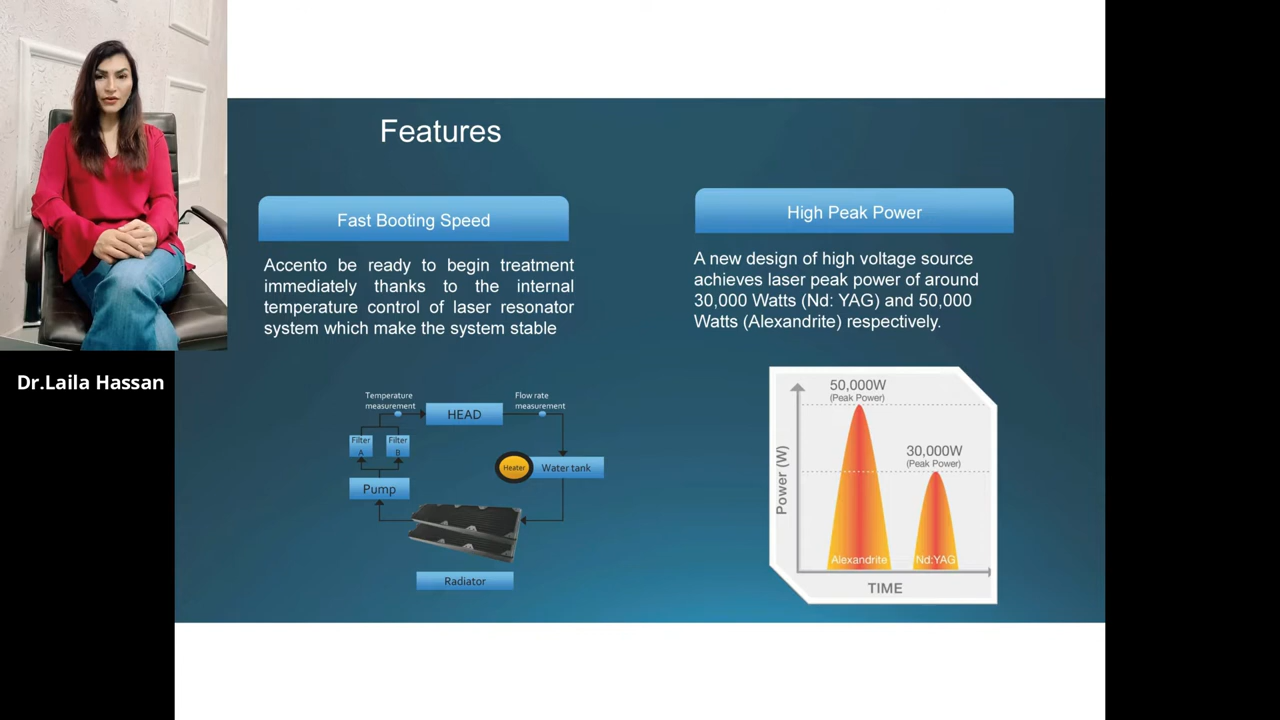 Features
Dr.Laila Hassan
Fast Booting Speed
Accento be ready to begin treatment
immediately thanks to the internal
temperature control of laser resonator
system which make the system stable
Temperature
measurement
HEAD
Flow rate
measurement
Filter
A
Filter
B
Heater
Water tank
Pump
Radiator
High Peak Power
A new design of high voltage source
achieves laser peak power of around
30,000 Watts (Nd: YAG) and 50,000
Watts (Alexandrite) respectively.
50,000W
(Peak Power)
30,000W
(Peak Power)
Power (W)
Alexandrite
Nd:YAG
TIME